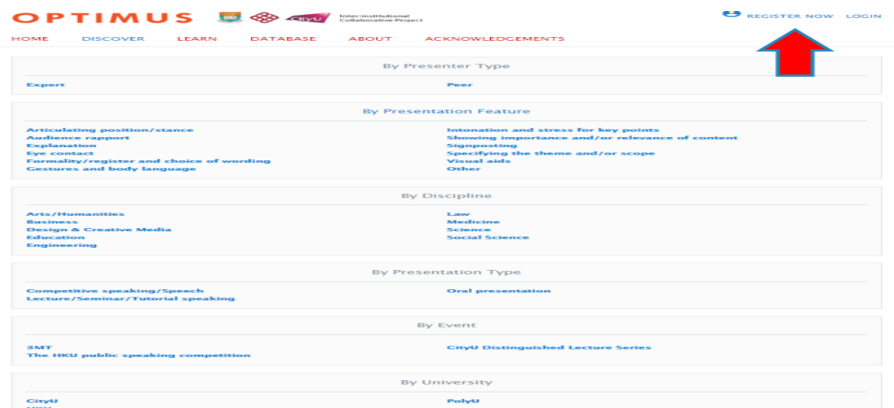 OPTIMUS CityU Inter-institutional Collaborative Project REGISTER NOW LOGIN
HOME DISCOVER LEARN DATABASE ABOUT ACKNOWLEDGEMENTS
By Presenter Type
Expert Peer
By Presentation Feature
Articulating position/stance Intonation and stress for key points
Audience rapport Showing importance and/or relevance of content
Explanation Signposting
Eye contact Specifying the theme and/or scope
Formality/register and choice of wording Visual aids
Gestures and body language Other
By Discipline
Arts/Humanities Law
Business Medicine
Design & Creative Media Science
Education Social Science
Engineering
By Presentation Type
Competitive speaking/Speech Oral presentation
Lecture/Seminar/Tutorial speaking
By Event
3MT CityU Distinguished Lecture Series
The HKU public speaking competition
By University
CityU PolyU